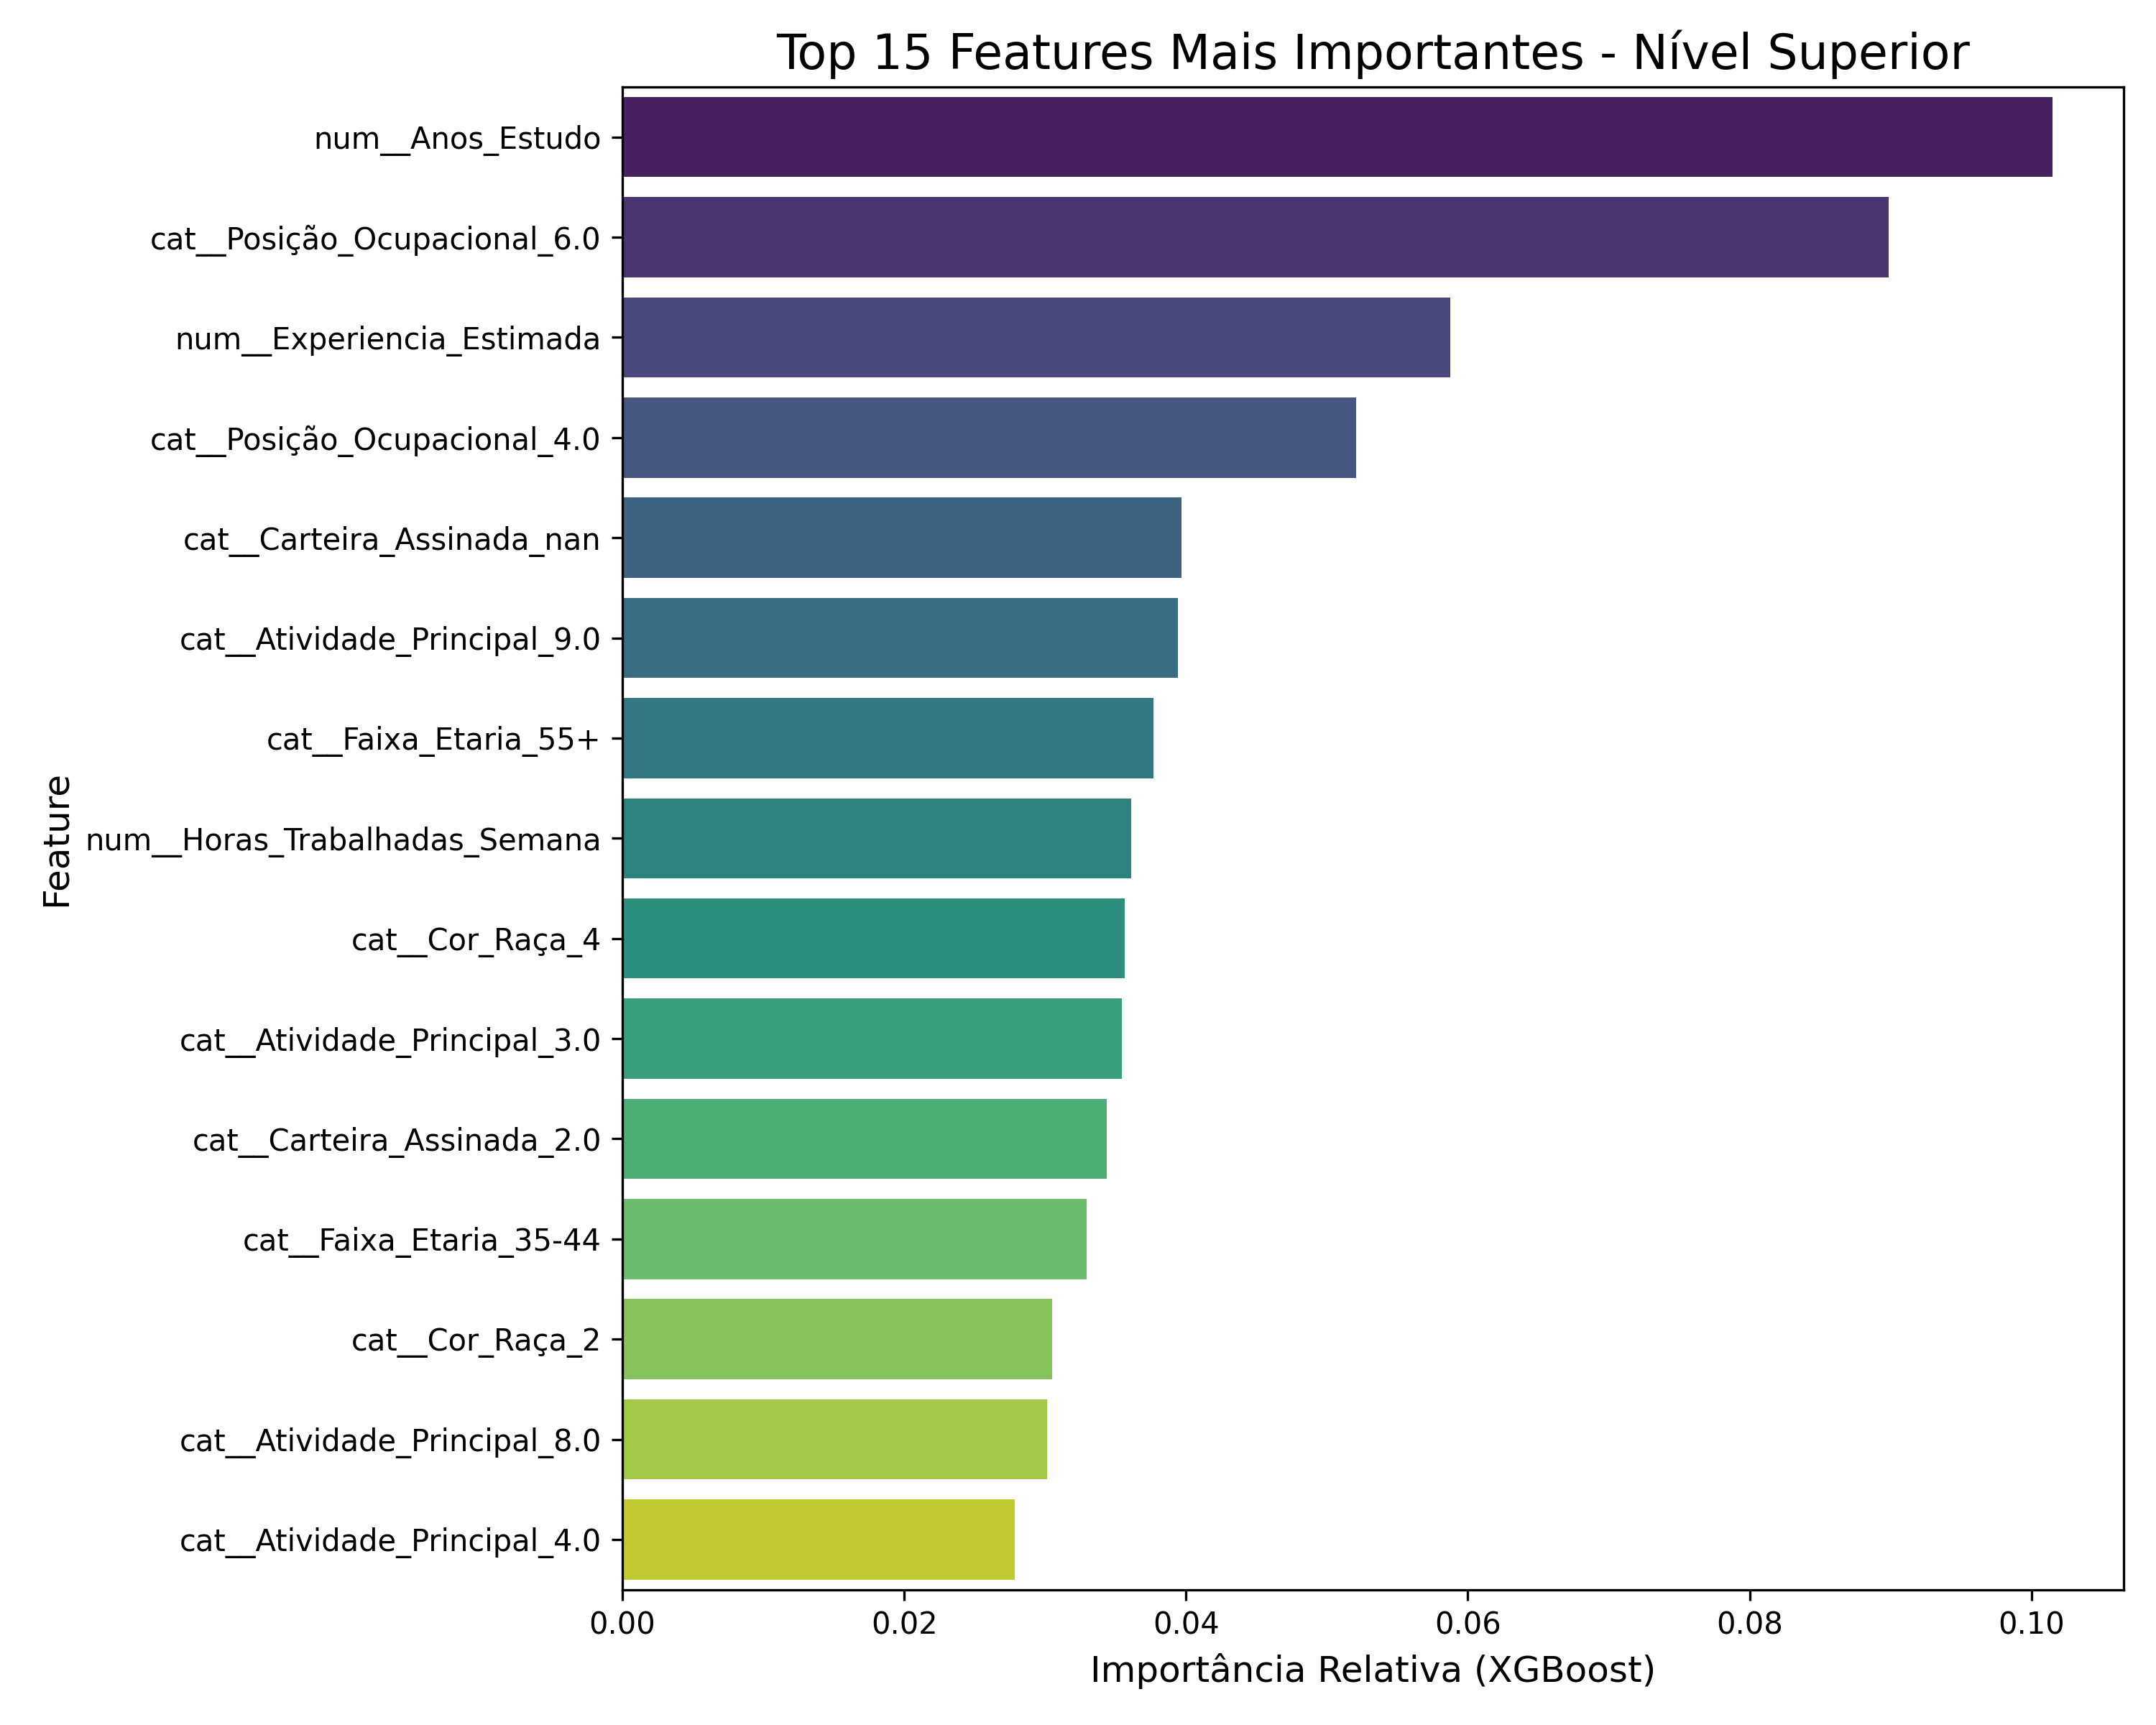 Top 15 Features Mais Importantes - Nível Superior
num__Anos_Estudo
cat__Posição_Ocupacional_6.0
num__Experiencia_Estimada
cat__Posição_Ocupacional_4.0
cat__Carteira_Assinada_nan
cat__Atividade_Principal_9.0
cat__Faixa_Etaria_55+
num__Horas_Trabalhadas_Semana
cat__Cor_Raça_4
cat__Atividade_Principal_3.0
cat__Carteira_Assinada_2.0
cat__Faixa_Etaria_35-44
cat__Cor_Raça_2
cat__Atividade_Principal_8.0
cat__Atividade_Principal_4.0
Feature
0.00 0.02 0.04 0.06 0.08 0.10
Importância Relativa (XGBoost)